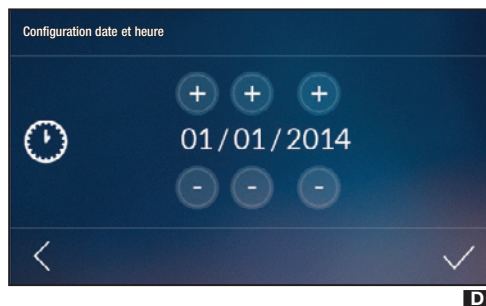 Configuration date et heure
+ + +
01/01/2014
- - -
D